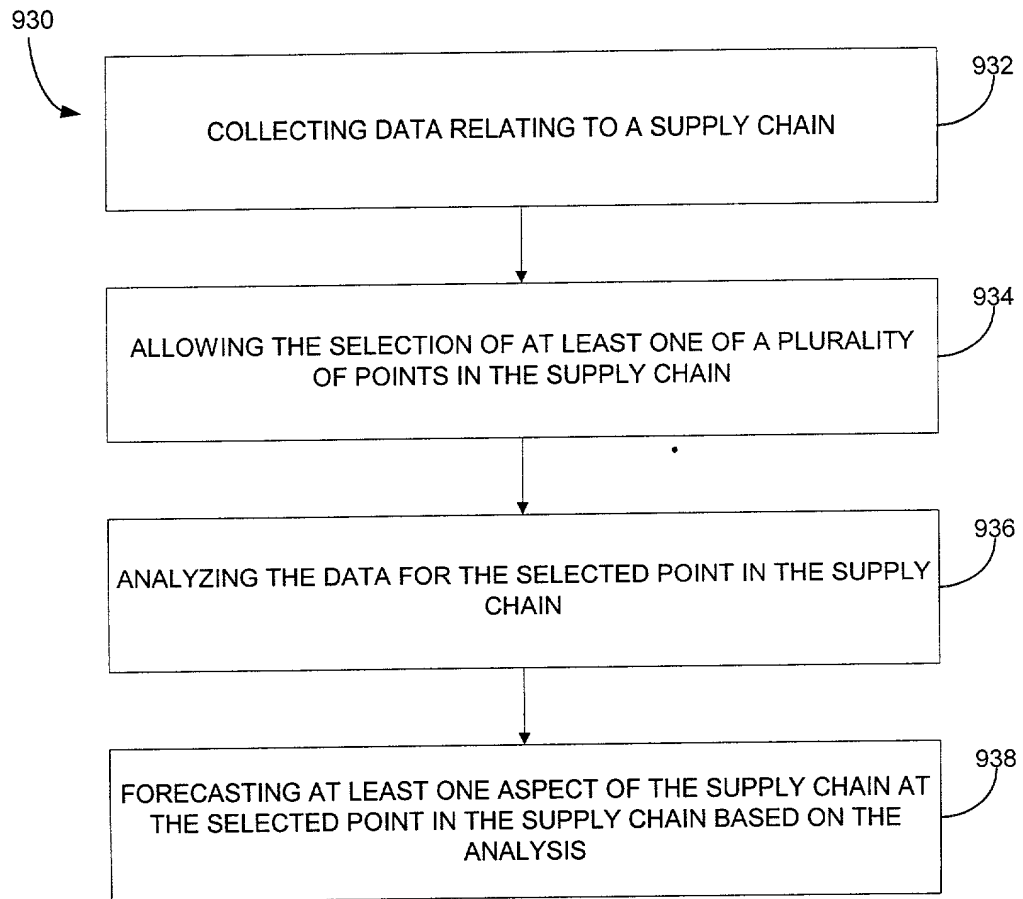 930
932
COLLECTING DATA RELATING TO A SUPPLY CHAIN
934
ALLOWING THE SELECTION OF AT LEAST ONE OF A PLURALITY
OF POINTS IN THE SUPPLY CHAIN
936
ANALYZING THE DATA FOR THE SELECTED POINT IN THE SUPPLY
CHAIN
938
FORECASTING AT LEAST ONE ASPECT OF THE SUPPLY CHAIN AT
THE SELECTED POINT IN THE SUPPLY CHAIN BASED ON THE
ANALYSIS